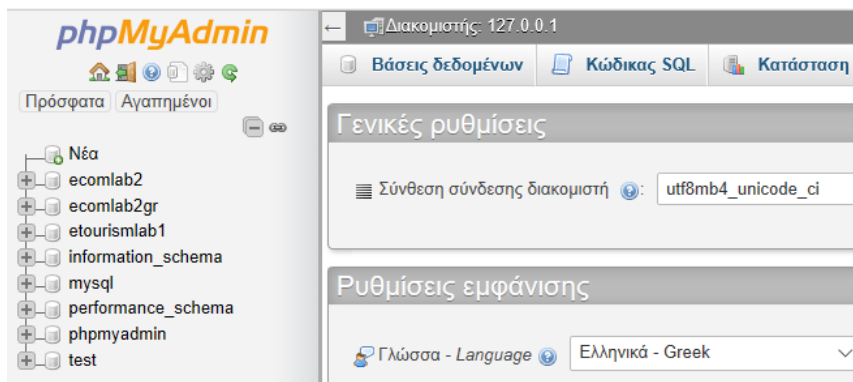 phpMyAdmin
Πρόσφατα Αγαπημένοι
Νέα
ecomlab2
ecomlab2gr
etourismlab1
information_schema
mysql
performance_schema
phpmyadmin
test
← Διακομιστής: 127.0.0.1
Βάσεις δεδομένων Κώδικας SQL Κατάσταση
Γενικές ρυθμίσεις
Σύνθεση σύνδεσης διακομιστή : utf8mb4_unicode_ci
Ρυθμίσεις εμφάνισης
Γλώσσα - Language Ελληνικά - Greek